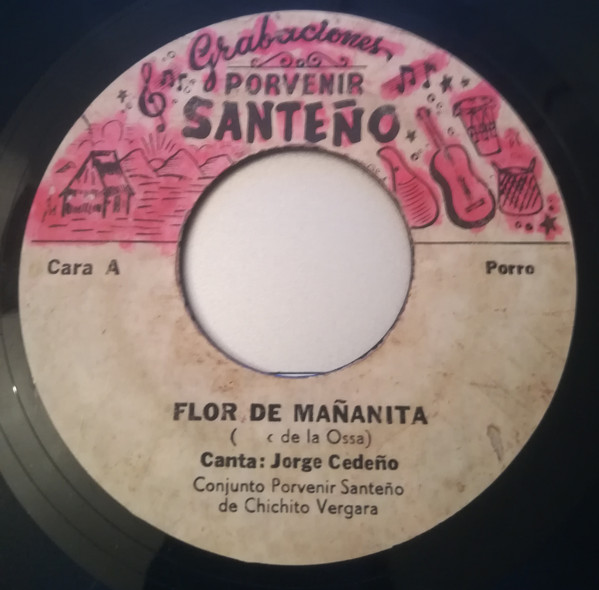 Grabaciones
PORVENIR
SANTEÑO
Cara A
Porro
FLOR DE MAÑANITA
( de la Ossa)
Canta: Jorge Cedeño
Conjunto Porvenir Santeño
de Chichito Vergara